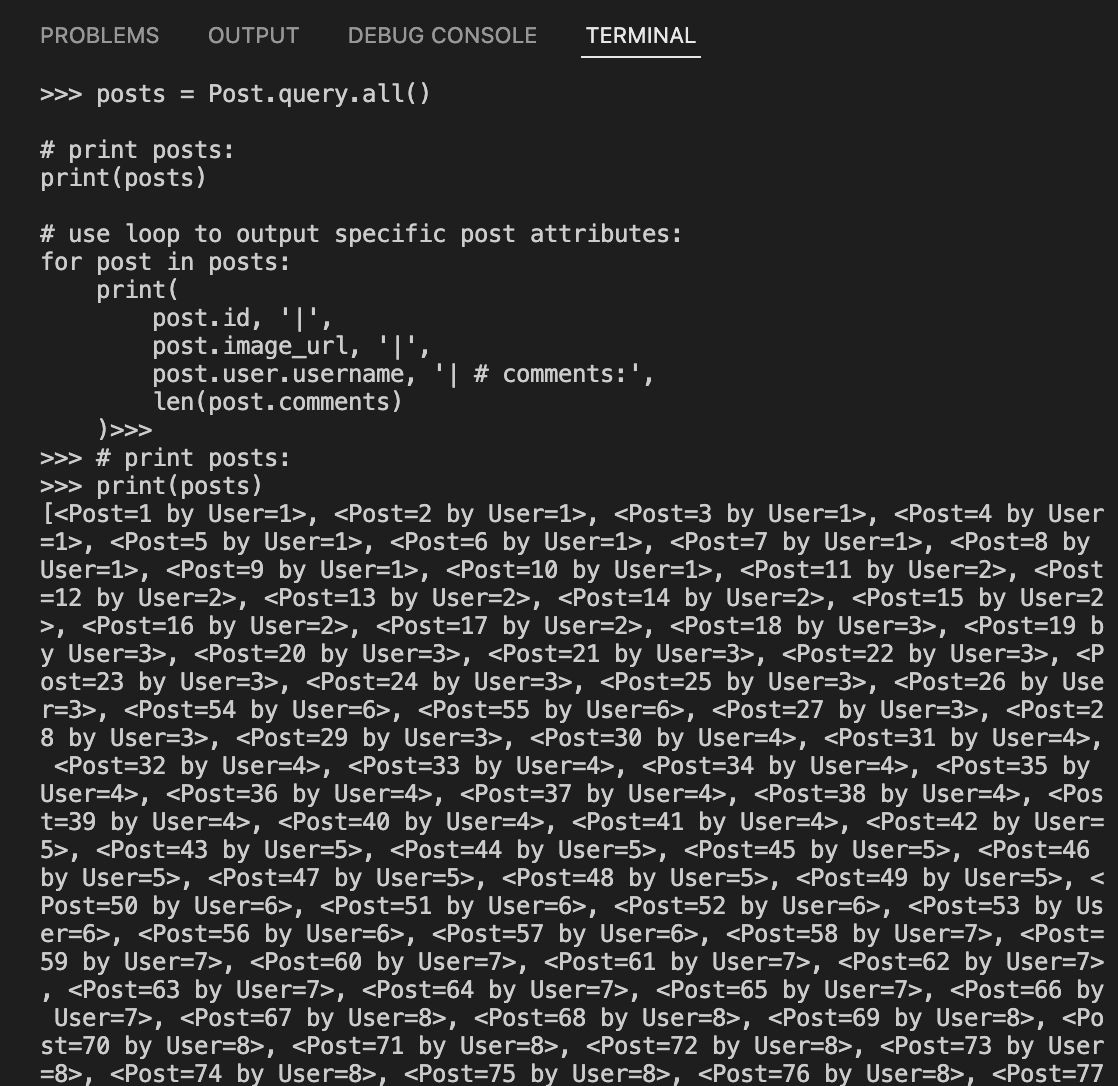 PROBLEMS OUTPUT DEBUG CONSOLE TERMINAL
>>> posts = Post.query.all()
# print posts:
print(posts)
# use loop to output specific post attributes:
for post in posts:
    print(
        post.id, '|',
        post.image_url, '|',
        post.user.username, '| # comments:',
        len(post.comments)
    )>>>
>>> # print posts:
>>> print(posts)
[<Post=1 by User=1>, <Post=2 by User=1>, <Post=3 by User=1>, <Post=4 by User
=1>, <Post=5 by User=1>, <Post=6 by User=1>, <Post=7 by User=1>, <Post=8 by
User=1>, <Post=9 by User=1>, <Post=10 by User=1>, <Post=11 by User=2>, <Post
=12 by User=2>, <Post=13 by User=2>, <Post=14 by User=2>, <Post=15 by User=2
>, <Post=16 by User=2>, <Post=17 by User=2>, <Post=18 by User=3>, <Post=19 b
y User=3>, <Post=20 by User=3>, <Post=21 by User=3>, <Post=22 by User=3>, <P
ost=23 by User=3>, <Post=24 by User=3>, <Post=25 by User=3>, <Post=26 by Use
r=3>, <Post=54 by User=6>, <Post=55 by User=6>, <Post=27 by User=3>, <Post=2
8 by User=3>, <Post=29 by User=3>, <Post=30 by User=4>, <Post=31 by User=4>,
 <Post=32 by User=4>, <Post=33 by User=4>, <Post=34 by User=4>, <Post=35 by
User=4>, <Post=36 by User=4>, <Post=37 by User=4>, <Post=38 by User=4>, <Pos
t=39 by User=4>, <Post=40 by User=4>, <Post=41 by User=4>, <Post=42 by User=
5>, <Post=43 by User=5>, <Post=44 by User=5>, <Post=45 by User=5>, <Post=46
by User=5>, <Post=47 by User=5>, <Post=48 by User=5>, <Post=49 by User=5>, <
Post=50 by User=6>, <Post=51 by User=6>, <Post=52 by User=6>, <Post=53 by Us
er=6>, <Post=56 by User=6>, <Post=57 by User=6>, <Post=58 by User=7>, <Post=
59 by User=7>, <Post=60 by User=7>, <Post=61 by User=7>, <Post=62 by User=7>
, <Post=63 by User=7>, <Post=64 by User=7>, <Post=65 by User=7>, <Post=66 by
 User=7>, <Post=67 by User=8>, <Post=68 by User=8>, <Post=69 by User=8>, <Po
st=70 by User=8>, <Post=71 by User=8>, <Post=72 by User=8>, <Post=73 by User
=8>, <Post=74 by User=8>, <Post=75 by User=8>, <Post=76 by User=8>, <Post=77